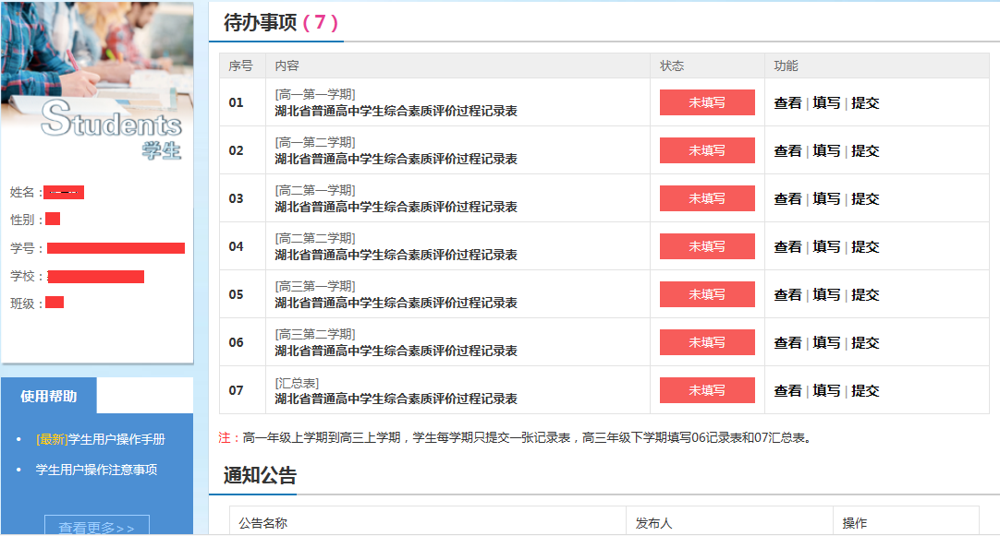 Students
学生
姓名：
性别：
学号：
学校：
班级：
使用帮助
• [最新]学生用户操作手册
• 学生用户操作注意事项
查看更多>>
待办事项（7）
序号 内容 状态 功能
01 [高一第一学期] 湖北省普通高中学生综合素质评价过程记录表 未填写 查看 | 填写 | 提交
02 [高一第二学期] 湖北省普通高中学生综合素质评价过程记录表 未填写 查看 | 填写 | 提交
03 [高二第一学期] 湖北省普通高中学生综合素质评价过程记录表 未填写 查看 | 填写 | 提交
04 [高二第二学期] 湖北省普通高中学生综合素质评价过程记录表 未填写 查看 | 填写 | 提交
05 [高三第一学期] 湖北省普通高中学生综合素质评价过程记录表 未填写 查看 | 填写 | 提交
06 [高三第二学期] 湖北省普通高中学生综合素质评价过程记录表 未填写 查看 | 填写 | 提交
07 [汇总表] 湖北省普通高中学生综合素质评价过程记录表 未填写 查看 | 填写 | 提交
注：高一年级上学期到高三上学期，学生每学期只提交一张记录表，高三年级下学期填写06记录表和07汇总表。
通知公告
公告名称 发布人 操作